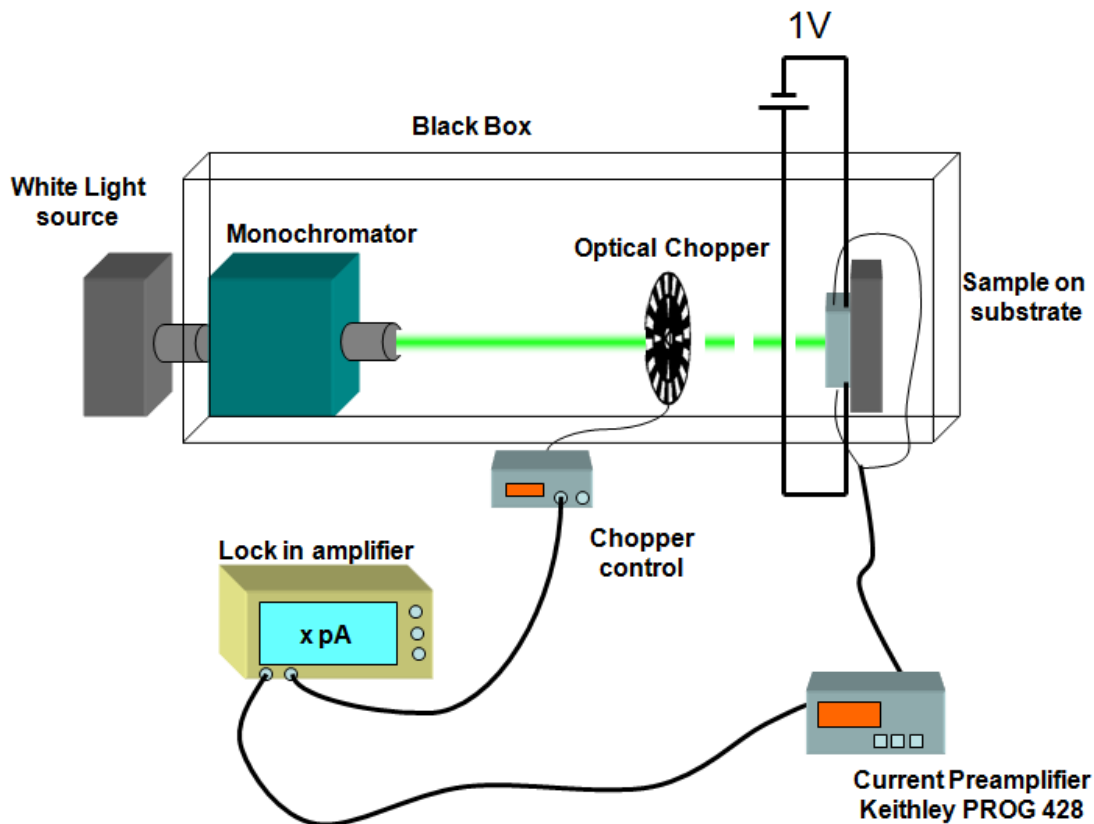 1V
Black Box
White Light
source
Monochromator
Optical Chopper
Sample on
substrate
Chopper
control
Lock in amplifier
x pA
Current Preamplifier
Keithley PROG 428